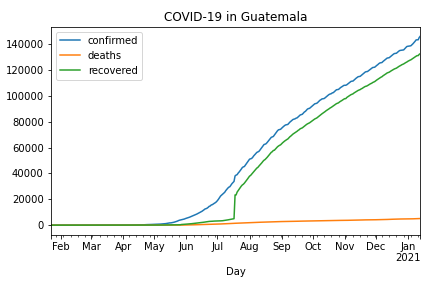 COVID-19 in Guatemala
confirmed
deaths
recovered
140000
120000
100000
80000
60000
40000
20000
0
Feb Mar Apr May Jun Jul Aug Sep Oct Nov Dec Jan
2021
Day